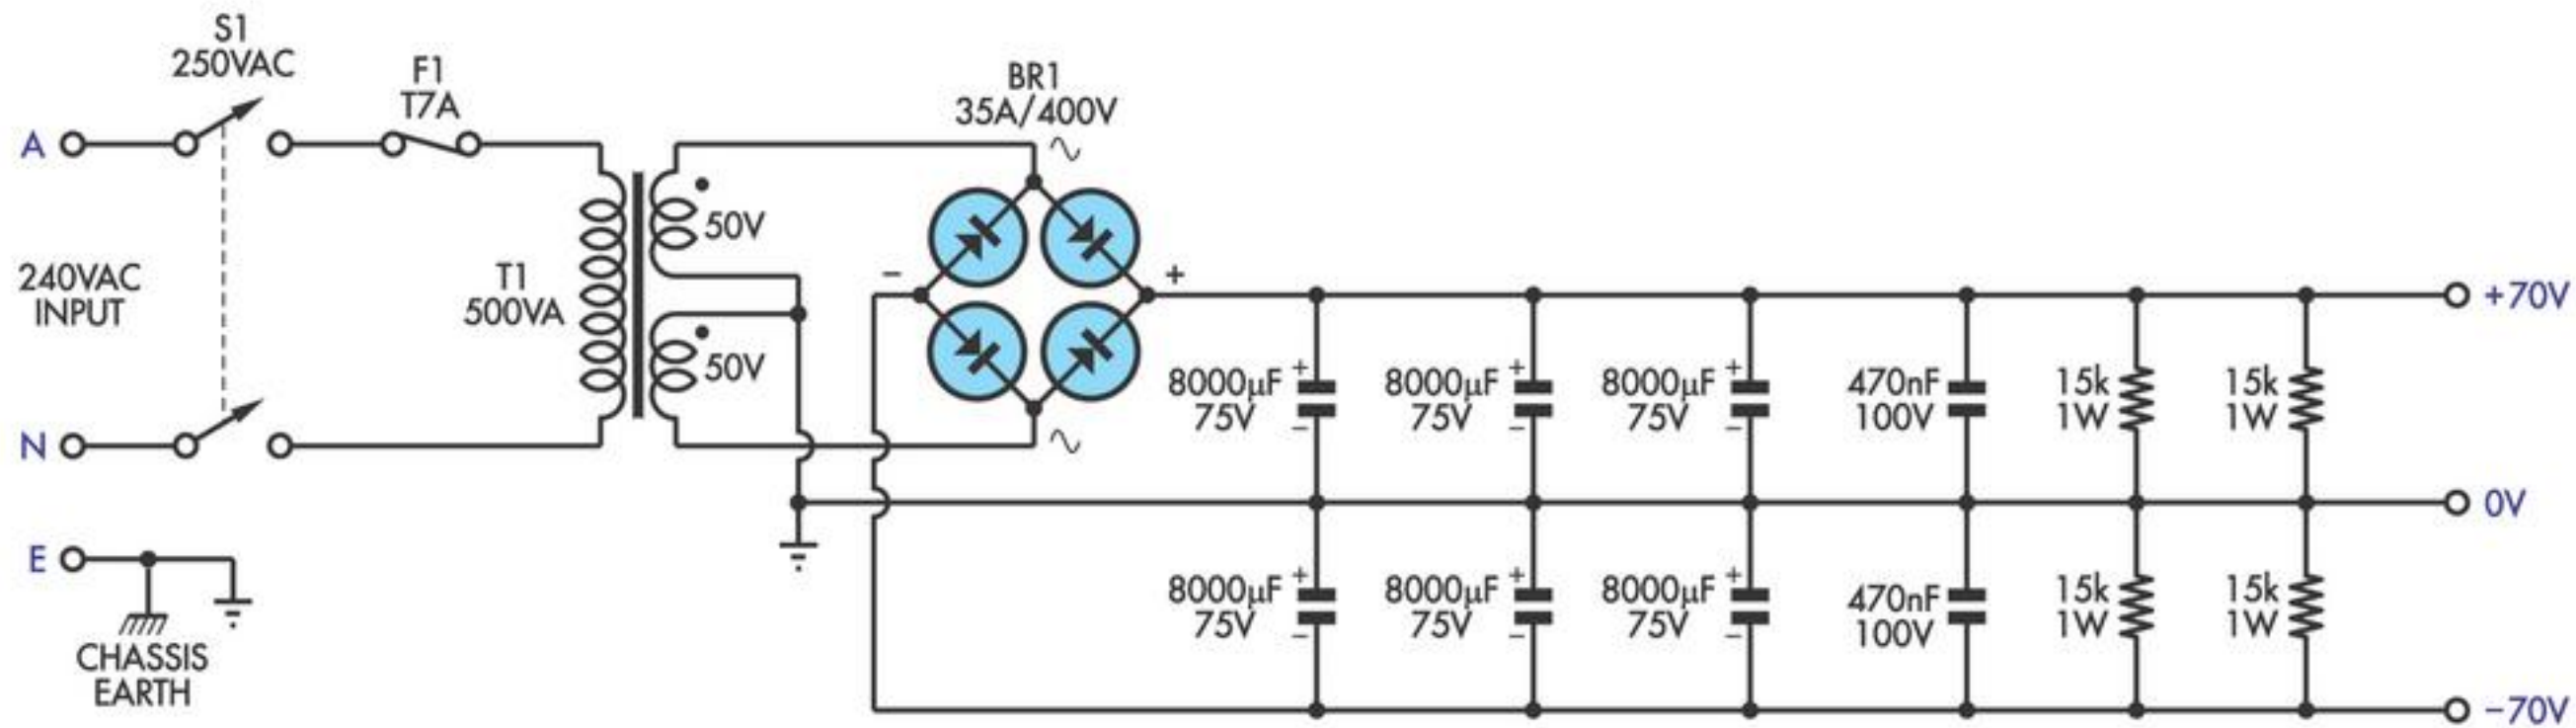 S1
250VAC
F1
T7A
BR1
35A/400V
A
∿
50V
240VAC
INPUT
T1
500VA
−
+
+70V
50V
+
8000µF
75V
−
+
8000µF
75V
−
+
8000µF
75V
−
470nF
100V
15k
1W
15k
1W
N
∿
0V
E
CHASSIS
EARTH
+
8000µF
75V
−
+
8000µF
75V
−
+
8000µF
75V
−
470nF
100V
15k
1W
15k
1W
−70V